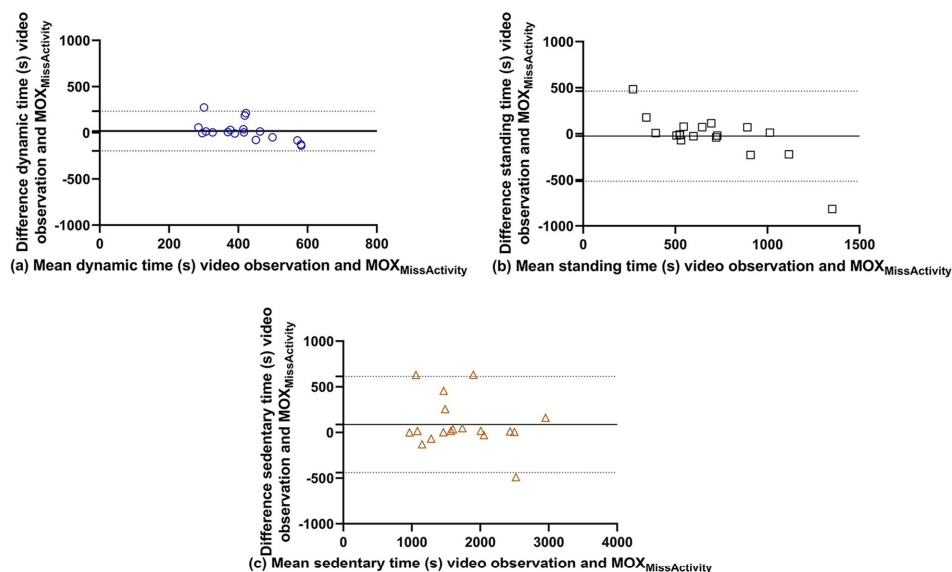 Difference dynamic time (s) video
observation and MOXMissActivity
1000
500
0
-500
-1000
0 200 400 600 800
(a) Mean dynamic time (s) video observation and MOXMissActivity
Difference standing time (s) video
observation and MOXMissActivity
1000
500
0
-500
-1000
0 500 1000 1500
(b) Mean standing time (s) video observation and MOXMissActivity
Difference sedentary time (s) video
observation and MOXMissActivity
1000
500
0
-500
-1000
0 1000 2000 3000 4000
(c) Mean sedentary time (s) video observation and MOXMissActivity